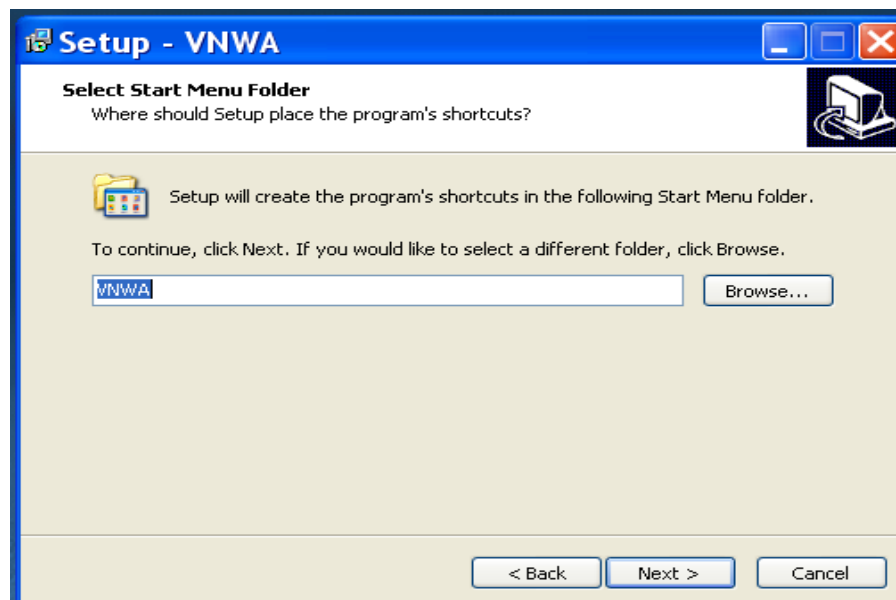 Setup - VNWA
Select Start Menu Folder
Where should Setup place the program's shortcuts?
Setup will create the program's shortcuts in the following Start Menu folder.
To continue, click Next. If you would like to select a different folder, click Browse.
VNWA
Browse...
< Back
Next >
Cancel